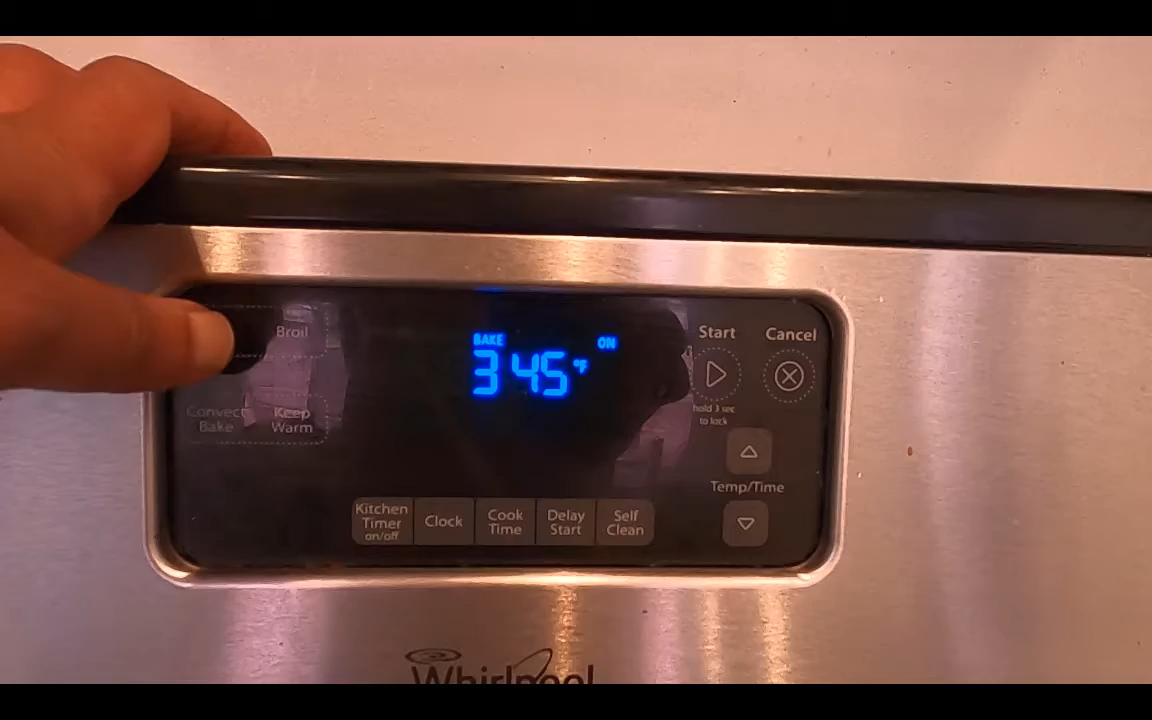 Broil
Convect
Bake
Keep
Warm
BAKE
345°F
ON
Start
Cancel
hold 3 sec
to lock
Temp/Time
Kitchen
Timer
on/off
Clock
Cook
Time
Delay
Start
Self
Clean
Whirlpool